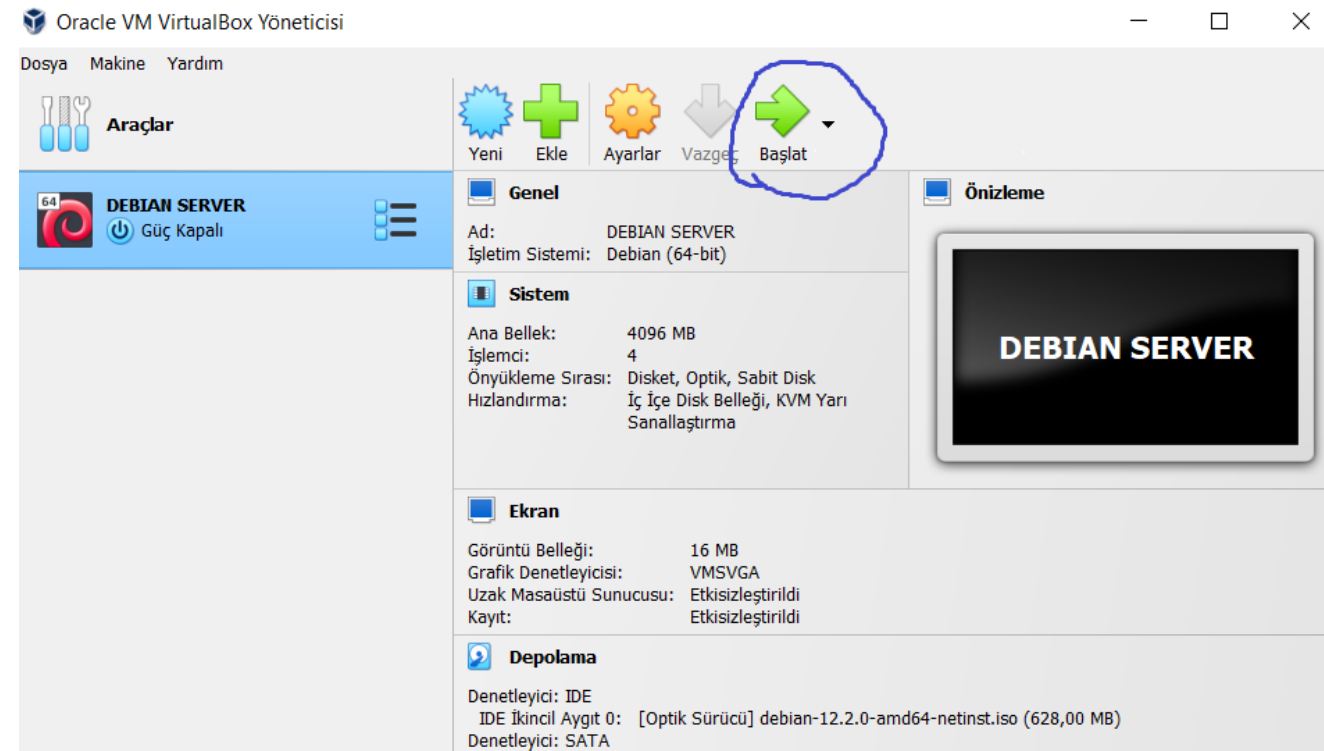 Oracle VM VirtualBox Yöneticisi
Dosya Makine Yardım
Araçlar
Yeni Ekle Ayarlar Vazgeç Başlat
64
DEBIAN SERVER
Güç Kapalı
Genel
Ad: DEBIAN SERVER
İşletim Sistemi: Debian (64-bit)
Sistem
Ana Bellek: 4096 MB
İşlemci: 4
Önyükleme Sırası: Disket, Optik, Sabit Disk
Hızlandırma: İç İçe Disk Belleği, KVM Yarı
Sanallaştırma
Önizleme
DEBIAN SERVER
Ekran
Görüntü Belleği: 16 MB
Grafik Denetleyicisi: VMSVGA
Uzak Masaüstü Sunucusu: Etkisizleştirildi
Kayıt: Etkisizleştirildi
Depolama
Denetleyici: IDE
IDE İkincil Aygıt 0: [Optik Sürücü] debian-12.2.0-amd64-netinst.iso (628,00 MB)
Denetleyici: SATA